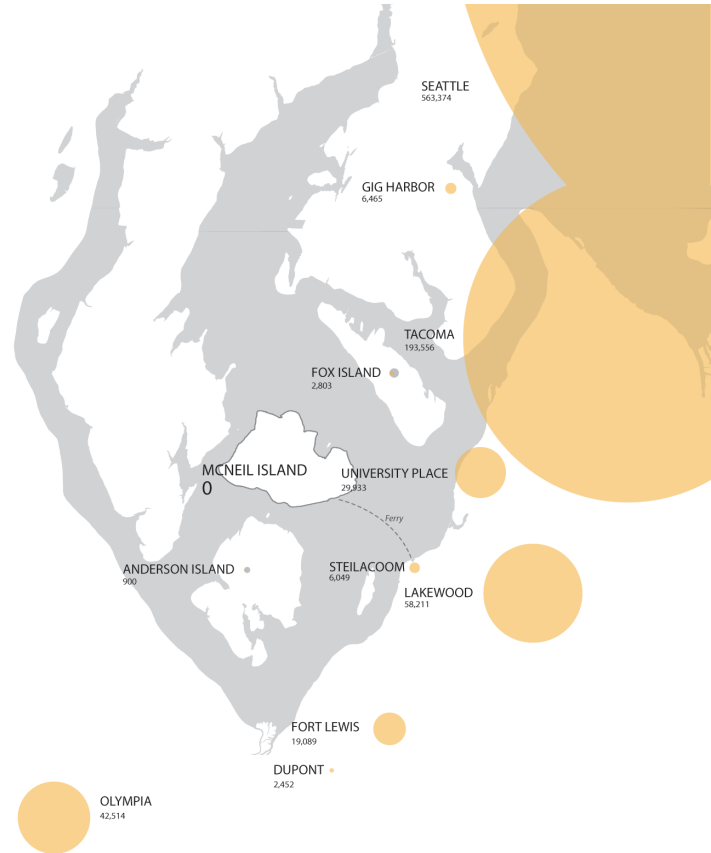 SEATTLE
563,374
GIG HARBOR
6,465
TACOMA
193,556
FOX ISLAND
2,803
MCNEIL ISLAND
0
UNIVERSITY PLACE
29,933
Ferry
ANDERSON ISLAND
900
STEILACOOM
6,049
LAKEWOOD
58,211
FORT LEWIS
19,089
DUPONT
2,452
OLYMPIA
42,514